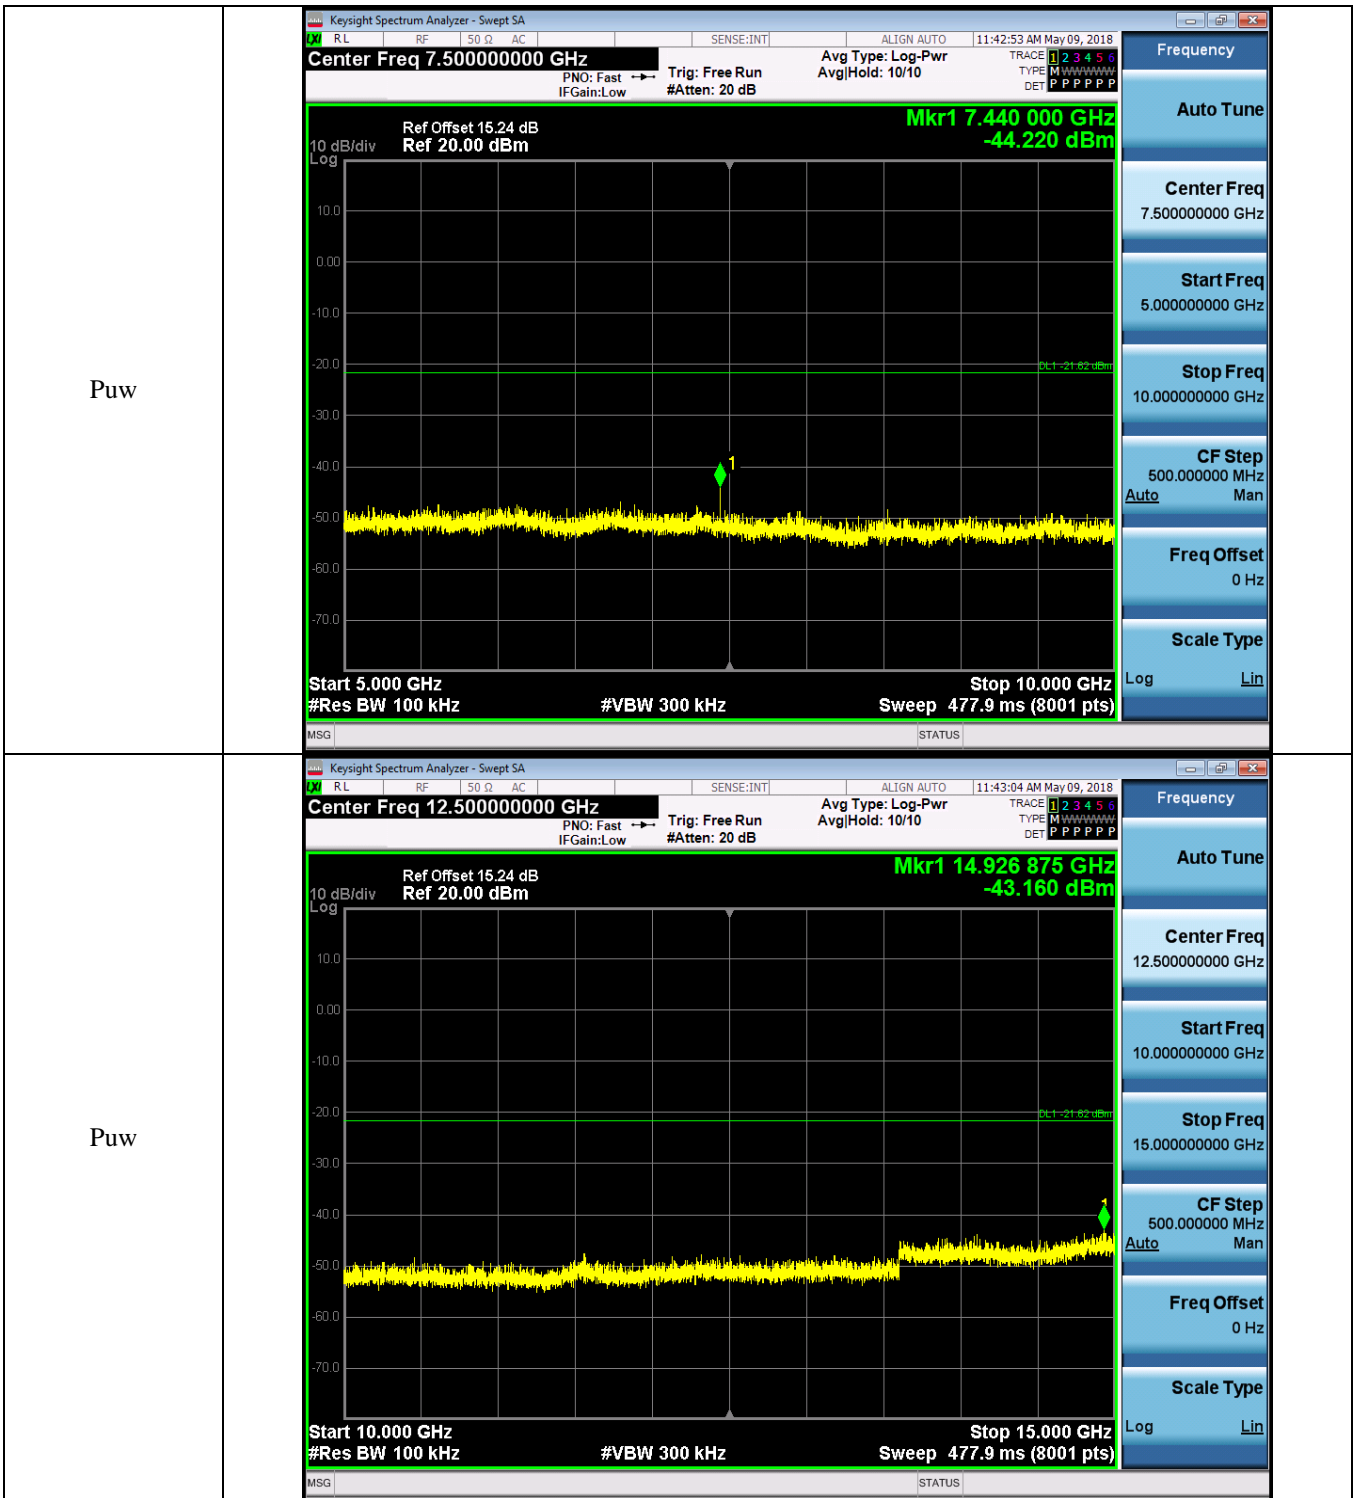 Puw
Keysight Spectrum Analyzer - Swept SA
LXI RL RF 50 Ω AC SENSE:INT ALIGN AUTO 11:42:53 AM May 09, 2018
Center Freq 7.500000000 GHz
PNO: Fast
IFGain:Low
Trig: Free Run
#Atten: 20 dB
Avg Type: Log-Pwr
Avg|Hold: 10/10
TRACE 1 2 3 4 5 6
TYPE M WWWWW
DET P P P P P P
Mkr1 7.440 000 GHz
-44.220 dBm
Ref Offset 15.24 dB
10 dB/div Ref 20.00 dBm
Log
10.0
0.00
-10.0
-20.0
DL1 -21.62 dBm
-30.0
-40.0
1
-50.0
-60.0
-70.0
Start 5.000 GHz Stop 10.000 GHz
#Res BW 100 kHz #VBW 300 kHz Sweep 477.9 ms (8001 pts)
MSG STATUS
Frequency
Auto Tune
Center Freq
7.500000000 GHz
Start Freq
5.000000000 GHz
Stop Freq
10.000000000 GHz
CF Step
500.000000 MHz
Auto Man
Freq Offset
0 Hz
Scale Type
Log Lin
Puw
Keysight Spectrum Analyzer - Swept SA
LXI RL RF 50 Ω AC SENSE:INT ALIGN AUTO 11:43:04 AM May 09, 2018
Center Freq 12.500000000 GHz
PNO: Fast
IFGain:Low
Trig: Free Run
#Atten: 20 dB
Avg Type: Log-Pwr
Avg|Hold: 10/10
TRACE 1 2 3 4 5 6
TYPE M WWWWW
DET P P P P P P
Mkr1 14.926 875 GHz
-43.160 dBm
Ref Offset 15.24 dB
10 dB/div Ref 20.00 dBm
Log
10.0
0.00
-10.0
-20.0
DL1 -21.62 dBm
-30.0
-40.0
1
-50.0
-60.0
-70.0
Start 10.000 GHz Stop 15.000 GHz
#Res BW 100 kHz #VBW 300 kHz Sweep 477.9 ms (8001 pts)
MSG STATUS
Frequency
Auto Tune
Center Freq
12.500000000 GHz
Start Freq
10.000000000 GHz
Stop Freq
15.000000000 GHz
CF Step
500.000000 MHz
Auto Man
Freq Offset
0 Hz
Scale Type
Log Lin